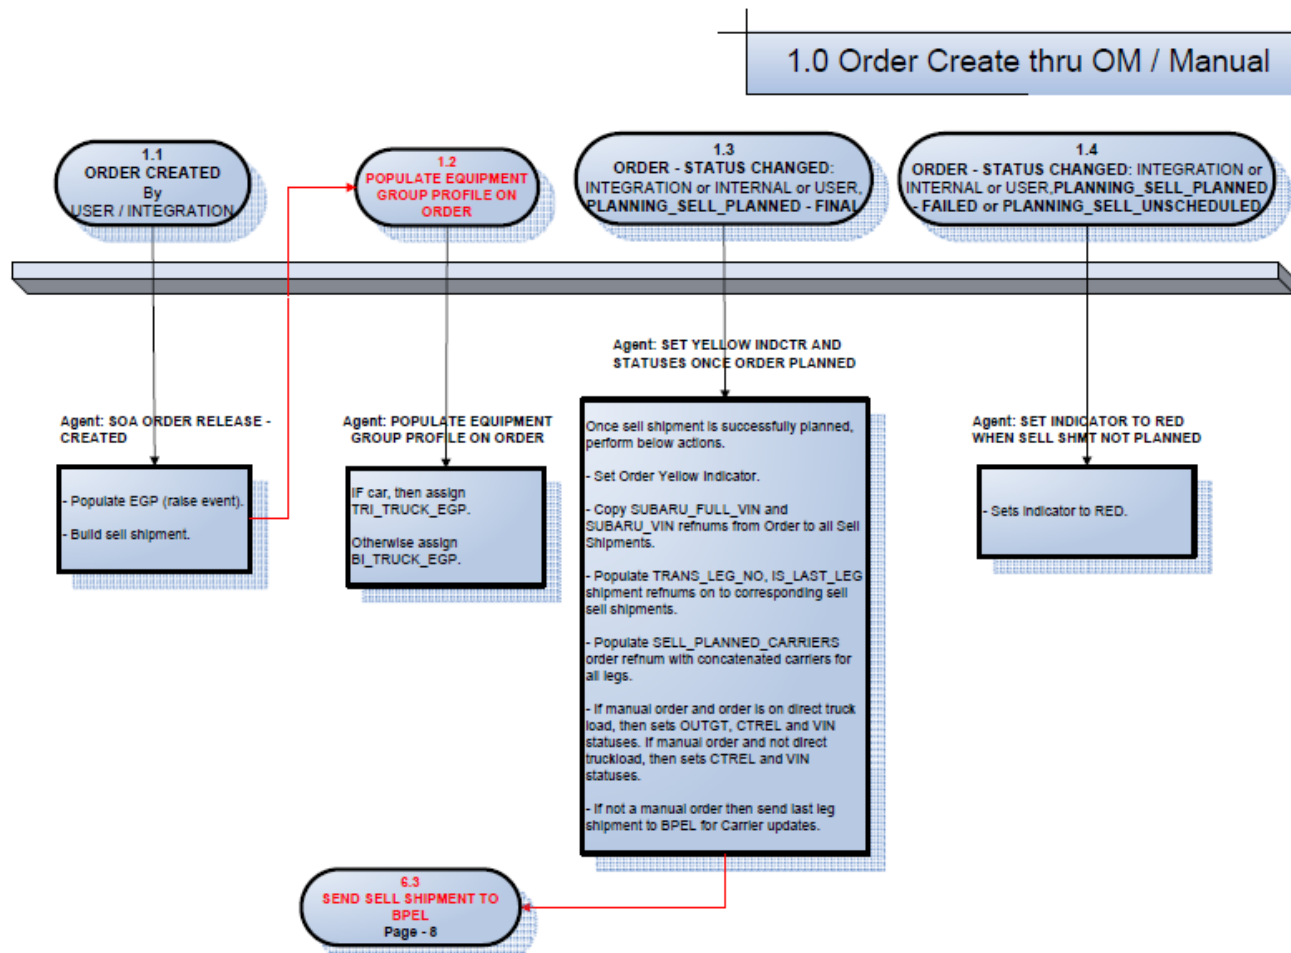 1.0 Order Create thru OM / Manual
1.1
ORDER CREATED
By
USER / INTEGRATION
1.2
POPULATE EQUIPMENT
GROUP PROFILE ON
ORDER
1.3
ORDER - STATUS CHANGED:
INTEGRATION or INTERNAL or USER,
PLANNING_SELL_PLANNED - FINAL
1.4
ORDER - STATUS CHANGED: INTEGRATION or
INTERNAL or USER,PLANNING_SELL_PLANNED
- FAILED or PLANNING_SELL_UNSCHEDULED
Agent: SOA ORDER RELEASE -
CREATED
- Populate EGP (raise event).
- Build sell shipment.
Agent: POPULATE EQUIPMENT
GROUP PROFILE ON ORDER
IF car, then assign
TRI_TRUCK_EGP.
Otherwise assign
BI_TRUCK_EGP.
Agent: SET YELLOW INDCTR AND
STATUSES ONCE ORDER PLANNED
Once sell shipment is successfully planned,
perform below actions.
- Set Order Yellow Indicator.
- Copy SUBARU_FULL_VIN and
SUBARU_VIN refnums from Order to all Sell
Shipments.
- Populate TRANS_LEG_NO, IS_LAST_LEG
shipment refnums on to corresponding sell
sell shipments.
- Populate SELL_PLANNED_CARRIERS
order refnum with concatenated carriers for
all legs.
- If manual order and order is on direct truck
load, then sets OUTGT, CTREL and VIN
statuses. If manual order and not direct
truckload, then sets CTREL and VIN
statuses.
- If not a manual order then send last leg
shipment to BPEL for Carrier updates.
Agent: SET INDICATOR TO RED
WHEN SELL SHMT NOT PLANNED
- Sets Indicator to RED.
6.3
SEND SELL SHIPMENT TO
BPEL
Page - 8